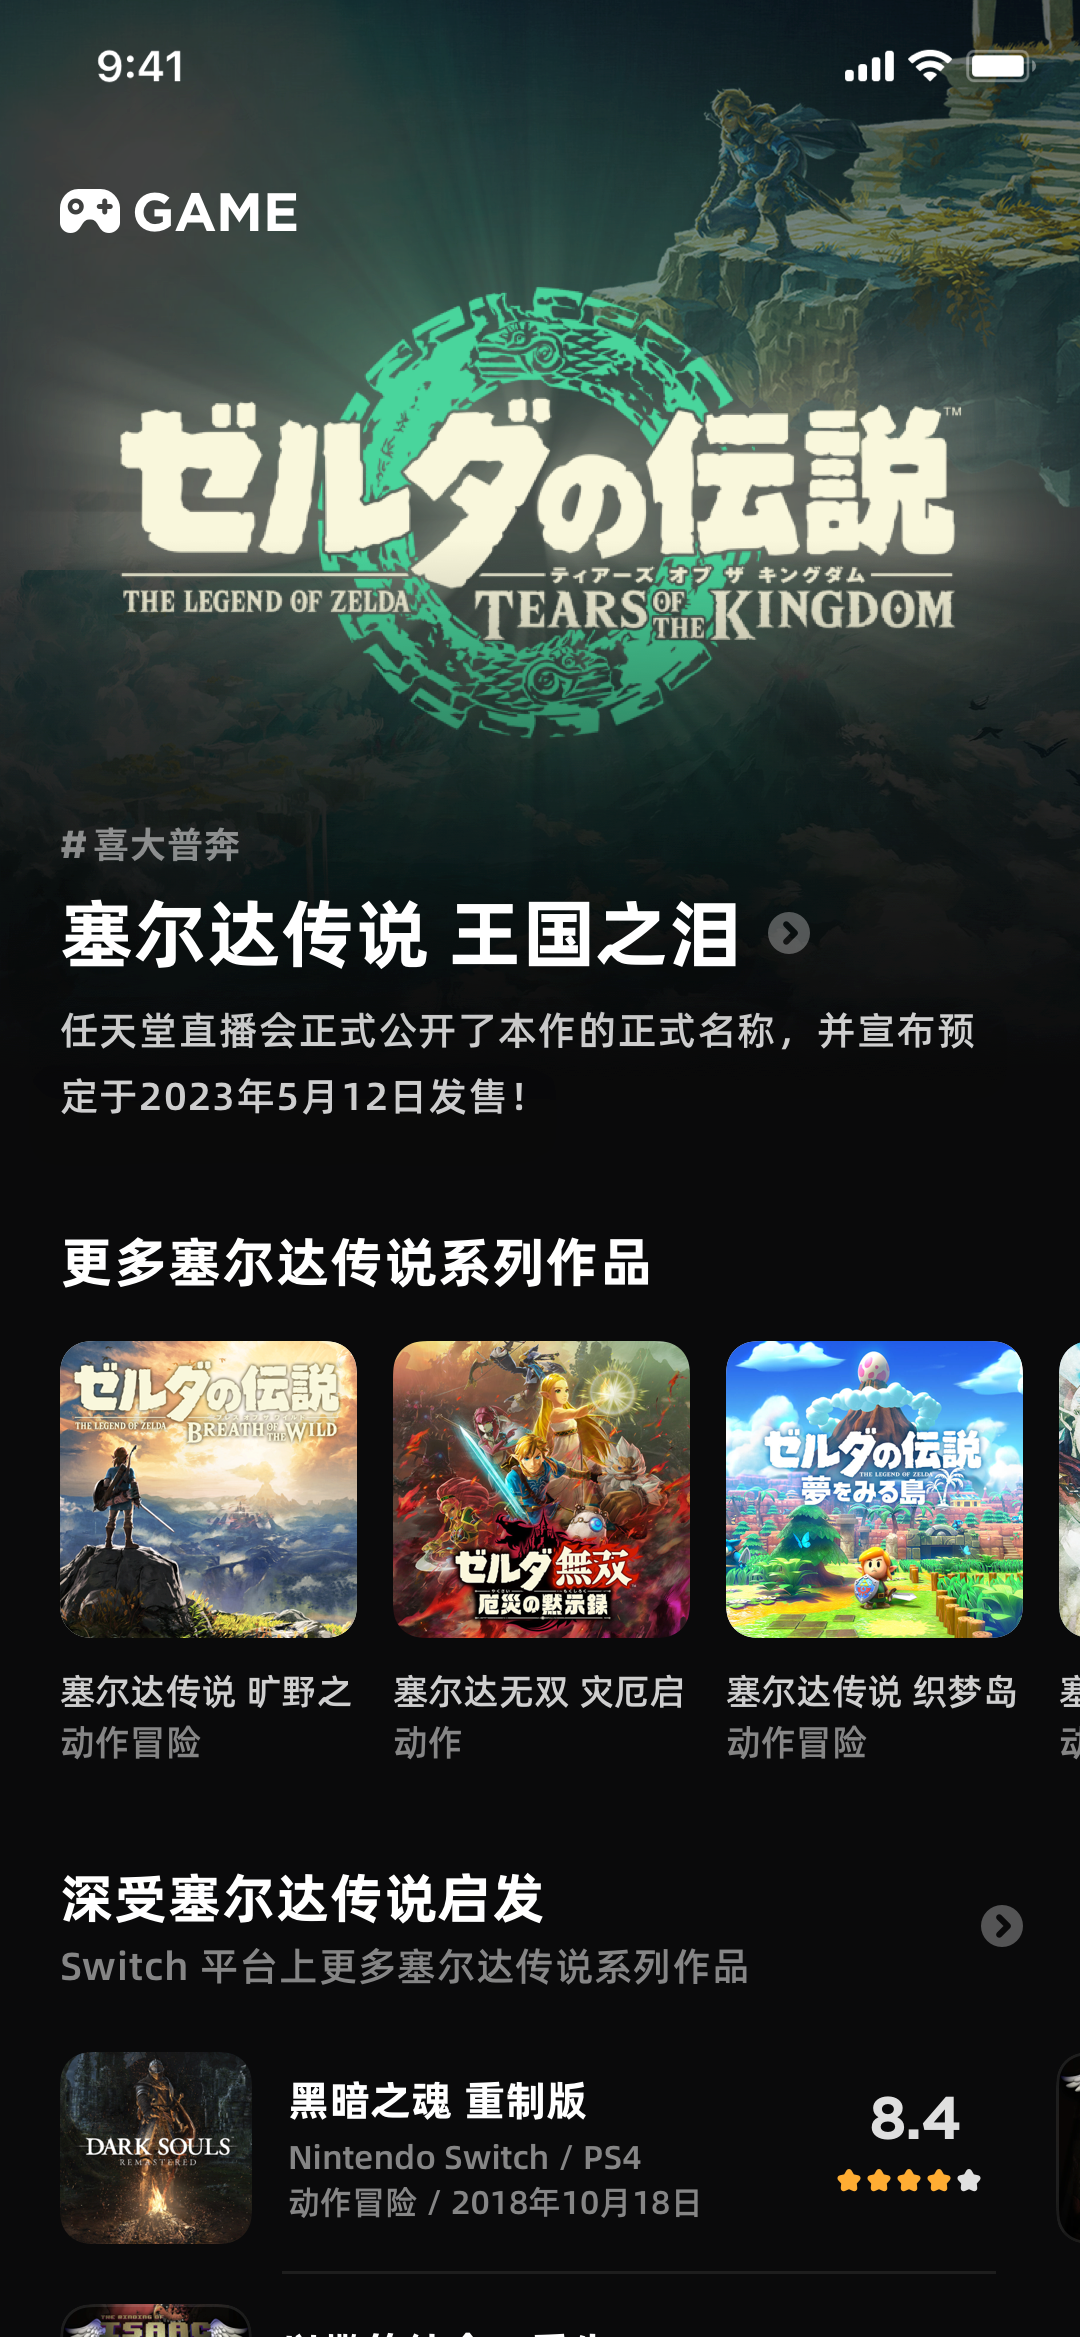 9:41
GAME
ゼルダの伝説™
ティアーズ オブ ザ キングダム
THE LEGEND OF ZELDA
TEARS OF THE KINGDOM
#喜大普奔
塞尔达传说 王国之泪
任天堂直播会正式公开了本作的正式名称，并宣布预
定于2023年5月12日发售！
更多塞尔达传说系列作品
ゼルダの伝説
THE LEGEND OF ZELDA
BREATH OF THE WILD
ゼルダ無双
厄災の黙示録
ゼルダの伝説
THE LEGEND OF ZELDA
夢をみる島
塞尔达传说 旷野之
塞尔达无双 灾厄启
塞尔达传说 织梦岛
动作冒险
动作
动作冒险
深受塞尔达传说启发
Switch 平台上更多塞尔达传说系列作品
DARK SOULS
REMASTERED
黑暗之魂 重制版
Nintendo Switch / PS4
动作冒险 / 2018年10月18日
8.4
THE BINDING OF
ISAAC